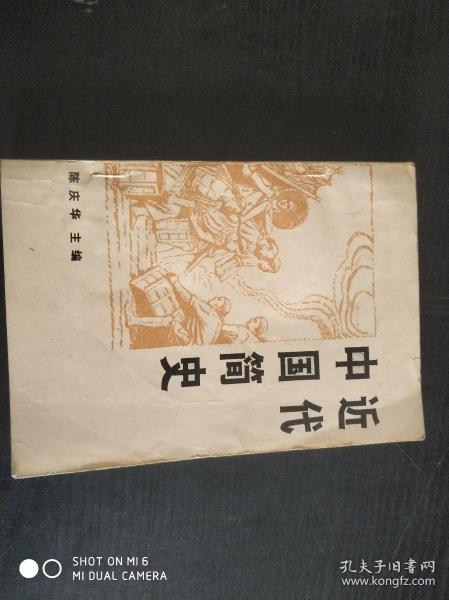 近代
中国简史
陈庆华 主编
SHOT ON MI 6
MI DUAL CAMERA
孔夫子旧书网
www.kongfz.com